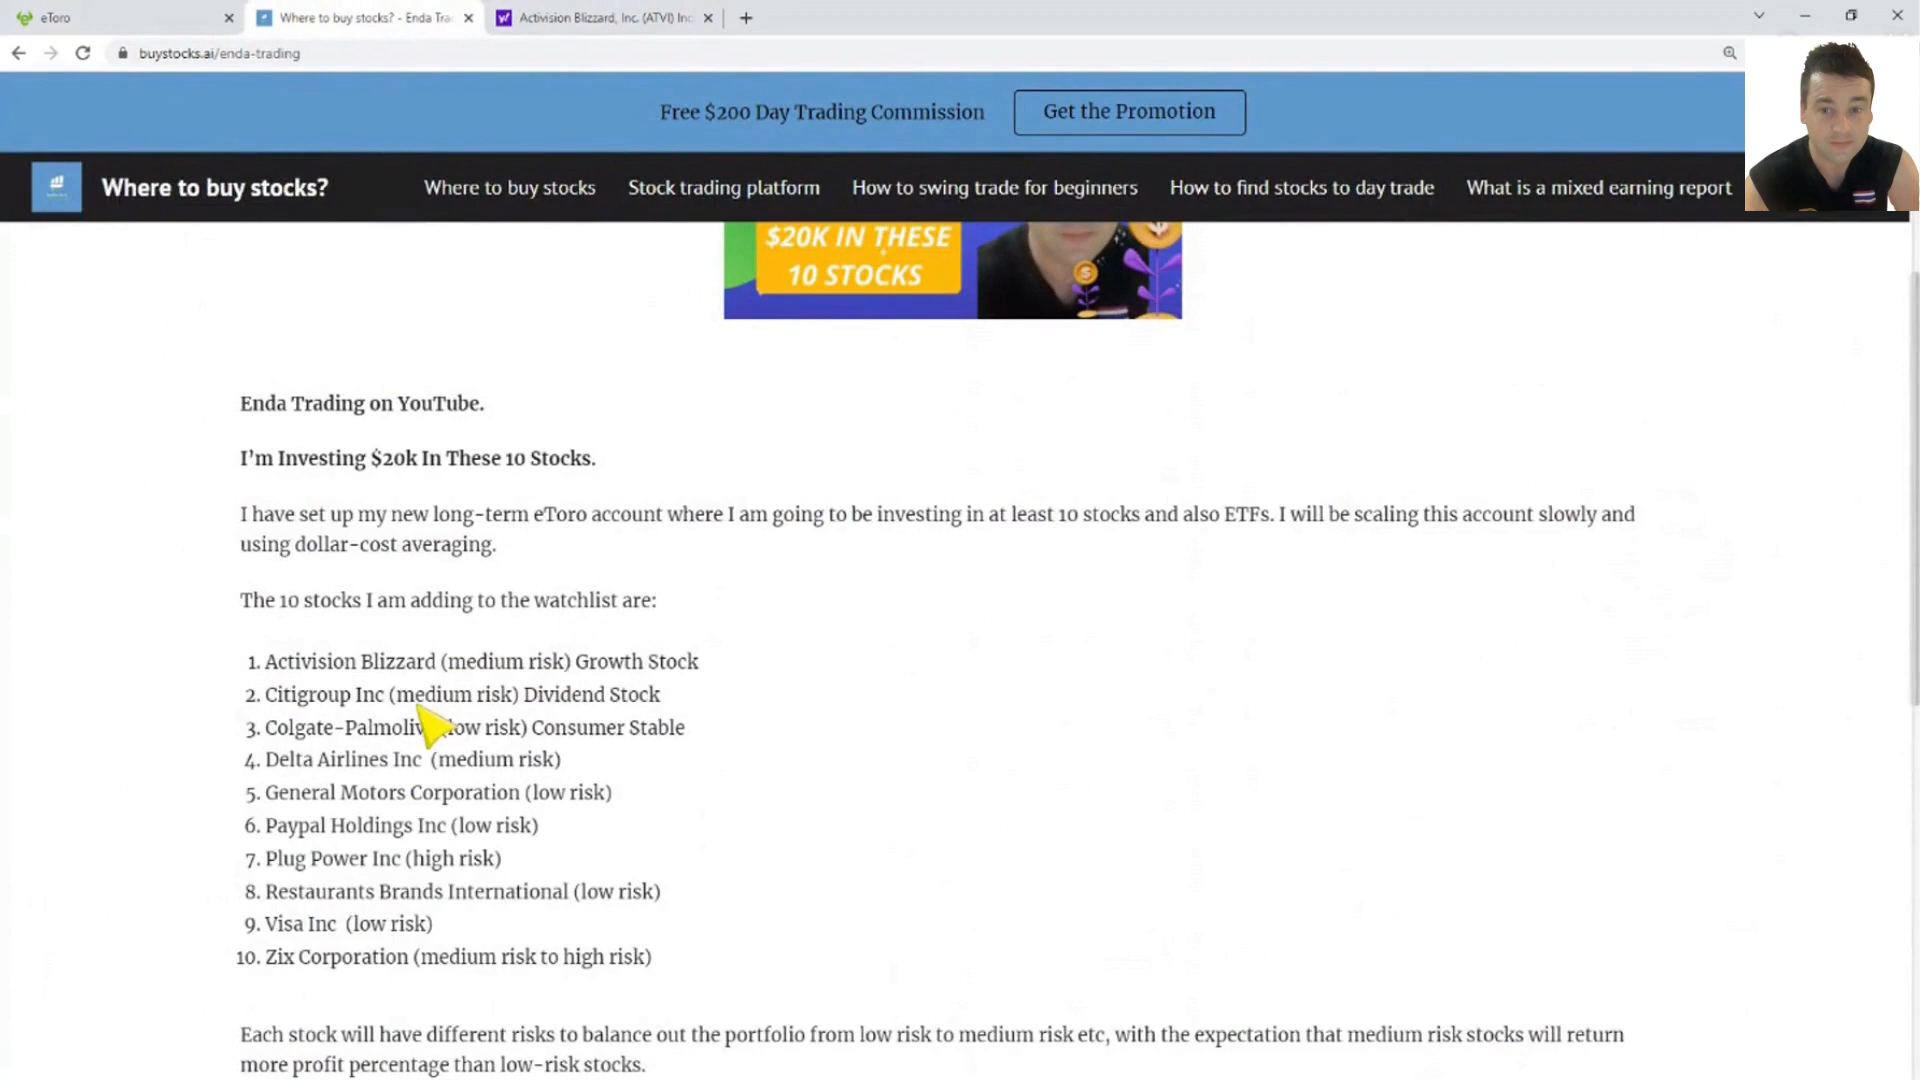 eToro
Where to buy stocks? - Enda Tra
Activision Blizzard, Inc. (ATVI) Inc
buystocks.ai/enda-trading
Free $200 Day Trading Commission
Get the Promotion
Where to buy stocks?
Where to buy stocks
Stock trading platform
How to swing trade for beginners
How to find stocks to day trade
What is a mixed earning report
$20K IN THESE
10 STOCKS
Enda Trading on YouTube.
I'm Investing $20k In These 10 Stocks.
I have set up my new long-term eToro account where I am going to be investing in at least 10 stocks and also ETFs. I will be scaling this account slowly and
using dollar-cost averaging.
The 10 stocks I am adding to the watchlist are:
1. Activision Blizzard (medium risk) Growth Stock
2. Citigroup Inc (medium risk) Dividend Stock
3. Colgate-Palmoliv low risk) Consumer Stable
4. Delta Airlines Inc (medium risk)
5. General Motors Corporation (low risk)
6. Paypal Holdings Inc (low risk)
7. Plug Power Inc (high risk)
8. Restaurants Brands International (low risk)
9. Visa Inc (low risk)
10. Zix Corporation (medium risk to high risk)
Each stock will have different risks to balance out the portfolio from low risk to medium risk etc, with the expectation that medium risk stocks will return
more profit percentage than low-risk stocks.